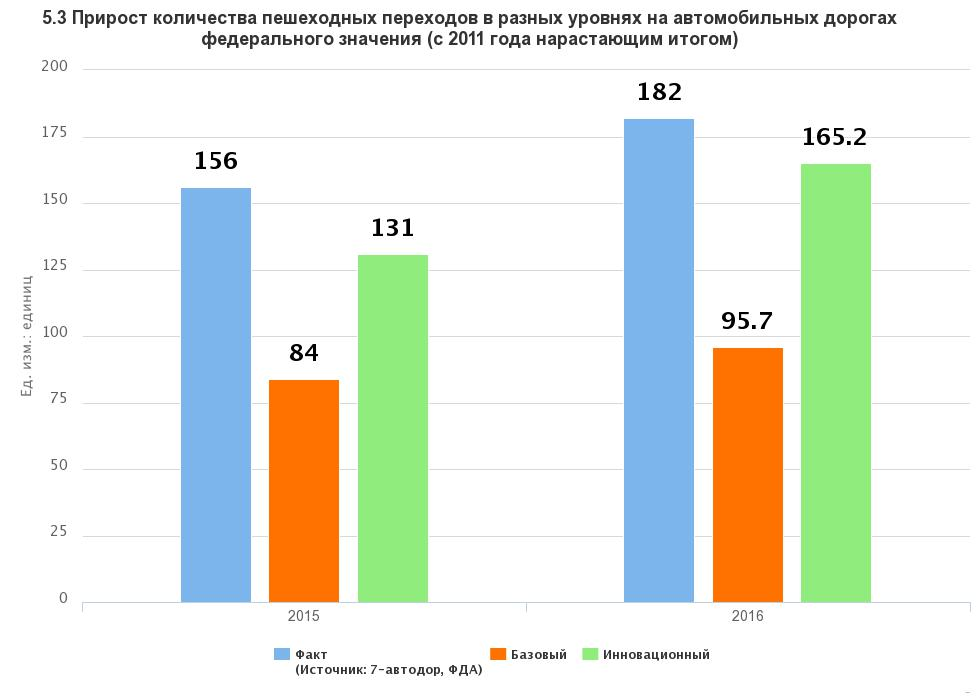 5.3 Прирост количества пешеходных переходов в разных уровнях на автомобильных дорогах
федерального значения (с 2011 года нарастающим итогом)
Ед. изм.: единиц
200
175
150
125
100
75
50
25
0
156
84
131
182
95.7
165.2
2015
2016
Факт
(Источник: 7-автодор, ФДА)
Базовый
Инновационный